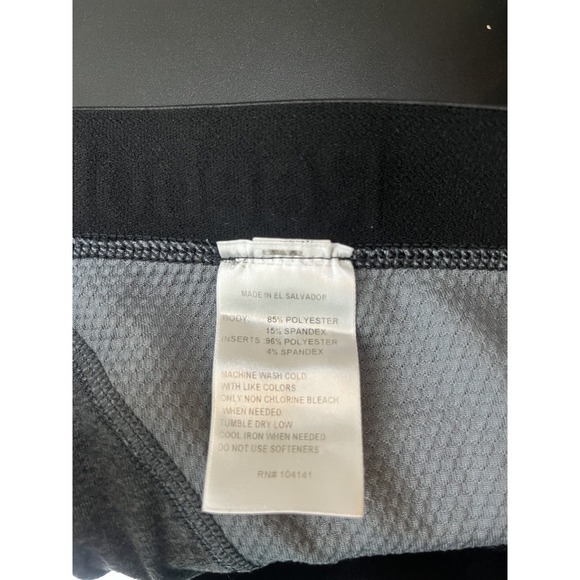 MADE IN EL SALVADOR
BODY: 85% POLYESTER
15% SPANDEX
INSERTS: 96% POLYESTER
4% SPANDEX
MACHINE WASH COLD
WITH LIKE COLORS
ONLY NON CHLORINE BLEACH
WHEN NEEDED
TUMBLE DRY LOW
COOL IRON WHEN NEEDED
DO NOT USE SOFTENERS
RN# 104141